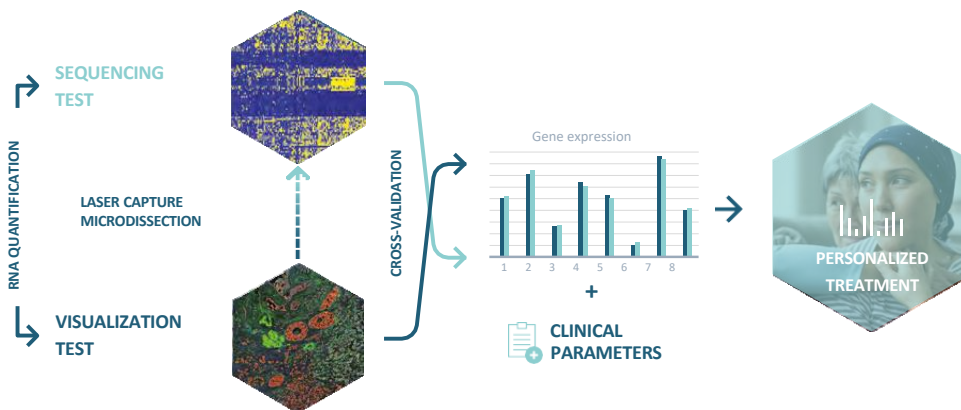 RNA QUANTIFICATION
SEQUENCING
TEST
LASER CAPTURE
MICRODISSECTION
VISUALIZATION
TEST
CROSS-VALIDATION
Gene expression
1 2 3 4 5 6 7 8
+
CLINICAL
PARAMETERS
PERSONALIZED
TREATMENT